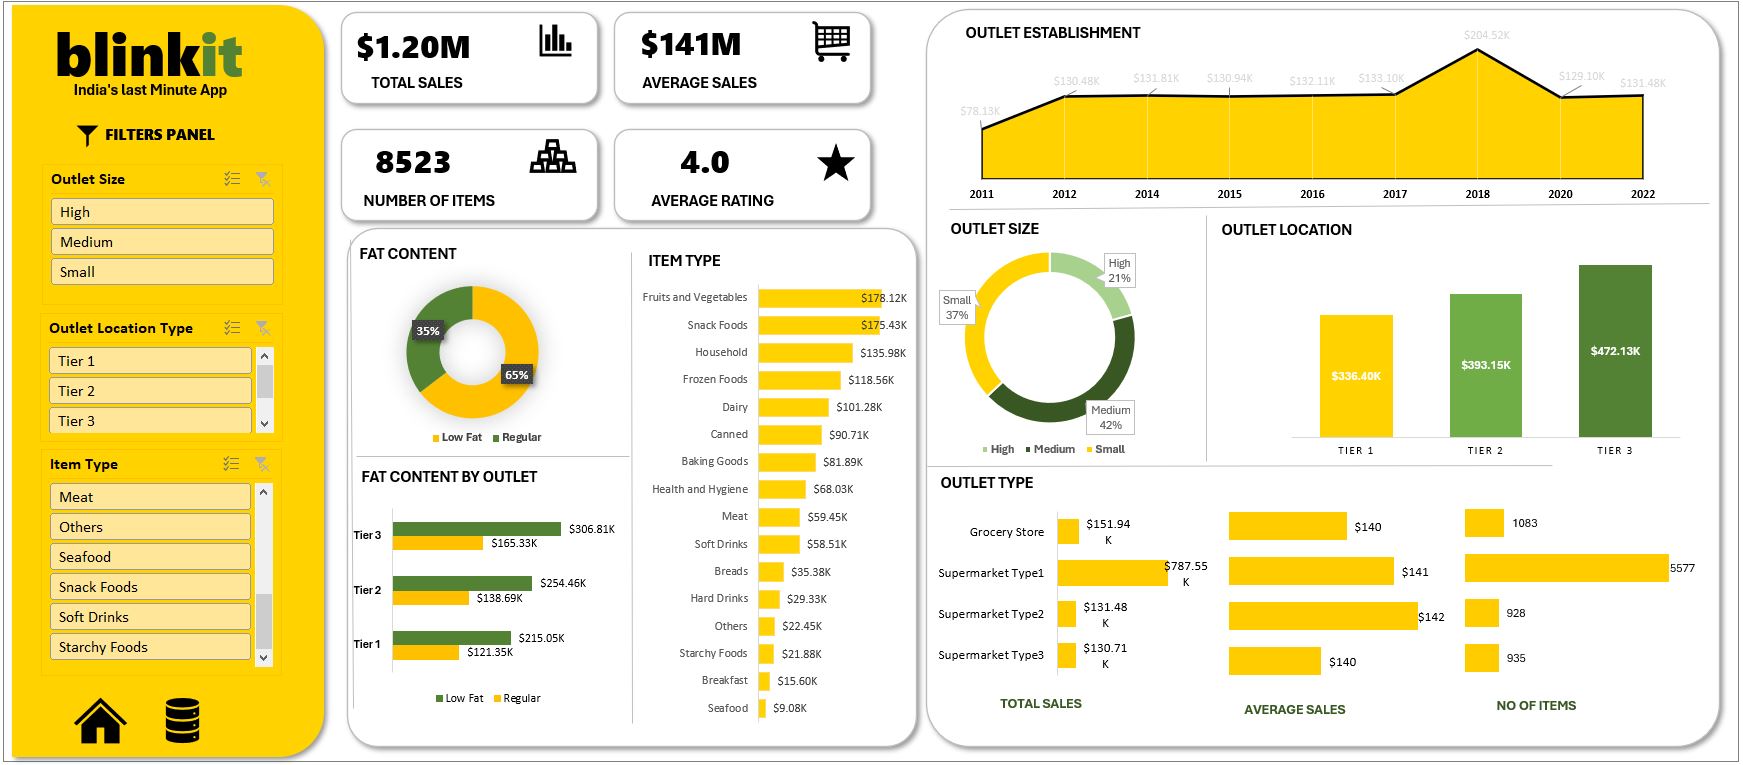 blinkit
India's last Minute App
FILTERS PANEL
Outlet Size
High
Medium
Small
Outlet Location Type
Tier 1
Tier 2
Tier 3
Item Type
Meat
Others
Seafood
Snack Foods
Soft Drinks
Starchy Foods
$1.20M
TOTAL SALES
$141M
AVERAGE SALES
8523
NUMBER OF ITEMS
4.0
AVERAGE RATING
FAT CONTENT
35%
65%
Low Fat Regular
FAT CONTENT BY OUTLET
Tier 3
$306.81K
$165.33K
Tier 2
$254.46K
$138.69K
Tier 1
$215.05K
$121.35K
Low Fat Regular
ITEM TYPE
Fruits and Vegetables $178.12K
Snack Foods $175.43K
Household $135.98K
Frozen Foods $118.56K
Dairy $101.28K
Canned $90.71K
Baking Goods $81.89K
Health and Hygiene $68.03K
Meat $59.45K
Soft Drinks $58.51K
Breads $35.38K
Hard Drinks $29.33K
Others $22.45K
Starchy Foods $21.88K
Breakfast $15.60K
Seafood $9.08K
OUTLET ESTABLISHMENT
$78.13K $130.48K $131.81K $130.94K $132.11K $133.10K $204.52K $129.10K $131.48K
2011 2012 2014 2015 2016 2017 2018 2020 2022
OUTLET SIZE
High
21%
Small
37%
Medium
42%
High Medium Small
OUTLET LOCATION
$336.40K
$393.15K
$472.13K
TIER 1 TIER 2 TIER 3
OUTLET TYPE
Grocery Store
Supermarket Type1
Supermarket Type2
Supermarket Type3
$151.94
K
$787.55
K
$131.48
K
$130.71
K
TOTAL SALES
$140
$141
$142
$140
AVERAGE SALES
1083
5577
928
935
NO OF ITEMS